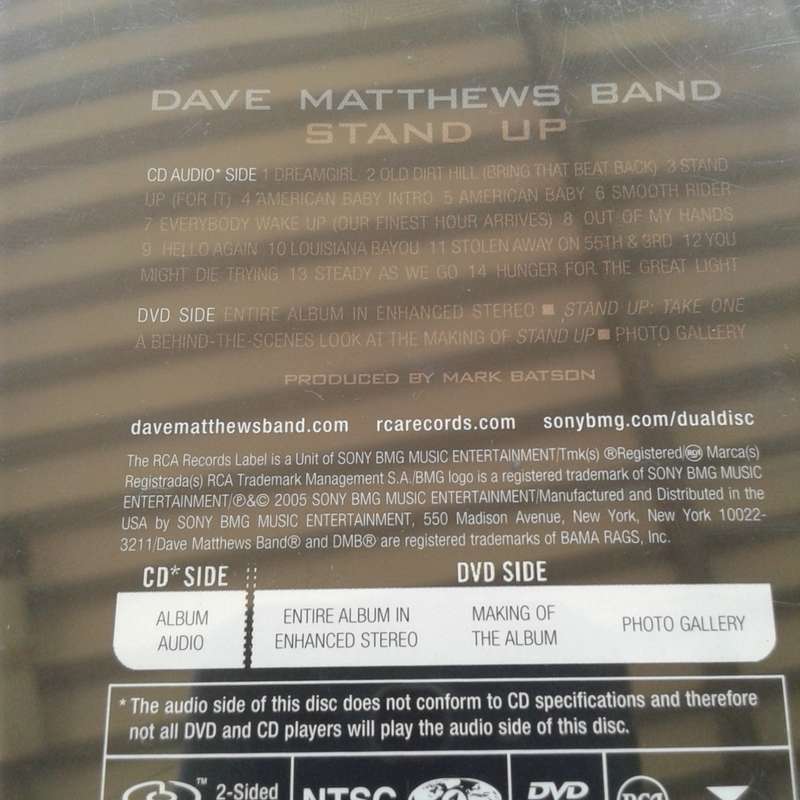 DAVE MATTHEWS BAND
STAND UP
CD AUDIO* SIDE 1 DREAMGIRL 2 OLD DIRT HILL (BRING THAT BEAT BACK) 3 STAND
UP (FOR IT) 4 AMERICAN BABY INTRO 5 AMERICAN BABY 6 SMOOTH RIDER
7 EVERYBODY WAKE UP (OUR FINEST HOUR ARRIVES) 8 OUT OF MY HANDS
9 HELLO AGAIN 10 LOUISIANA BAYOU 11 STOLEN AWAY ON 55TH & 3RD 12 YOU
MIGHT DIE TRYING 13 STEADY AS WE GO 14 HUNGER FOR THE GREAT LIGHT
DVD SIDE ENTIRE ALBUM IN ENHANCED STEREO ■ STAND UP: TAKE ONE
A BEHIND-THE-SCENES LOOK AT THE MAKING OF STAND UP ■ PHOTO GALLERY
PRODUCED BY MARK BATSON
davematthewsband.com rcarecords.com sonybmg.com/dualdisc
The RCA Records Label is a Unit of SONY BMG MUSIC ENTERTAINMENT/Tmk(s) ®Registered/ Marca(s)
Registrada(s) RCA Trademark Management S.A./BMG logo is a registered trademark of SONY BMG MUSIC
ENTERTAINMENT/℗&© 2005 SONY BMG MUSIC ENTERTAINMENT/Manufactured and Distributed in the
USA by SONY BMG MUSIC ENTERTAINMENT, 550 Madison Avenue, New York, New York 10022-
3211/Dave Matthews Band® and DMB® are registered trademarks of BAMA RAGS, Inc.
CD* SIDE DVD SIDE
ALBUM AUDIO
ENTIRE ALBUM IN ENHANCED STEREO
MAKING OF THE ALBUM
PHOTO GALLERY
* The audio side of this disc does not conform to CD specifications and therefore
not all DVD and CD players will play the audio side of this disc.
™ 2-Sided NTSC DVD RCA